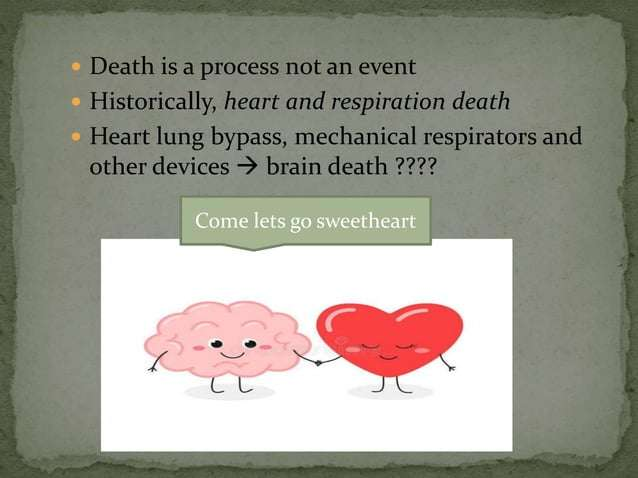 • Death is a process not an event
• Historically, heart and respiration death
• Heart lung bypass, mechanical respirators and
other devices → brain death ????
Come lets go sweetheart